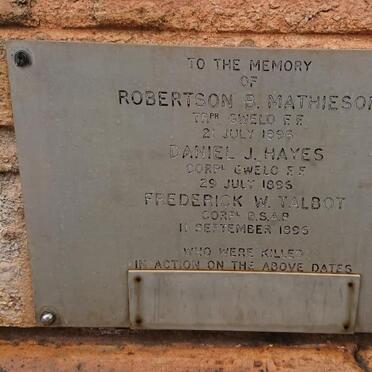 TO THE MEMORY
OF
ROBERTSON B. MATHIESON
TRPR GWELO F.F.
21 JULY 1896
DANIEL J. HAYES
CORPL GWELO F.F.
29 JULY 1896
FREDERICK W. TALBOT
CORPL B.S.A.P.
11 SEPTEMBER 1896
WHO WERE KILLED
IN ACTION ON THE ABOVE DATES